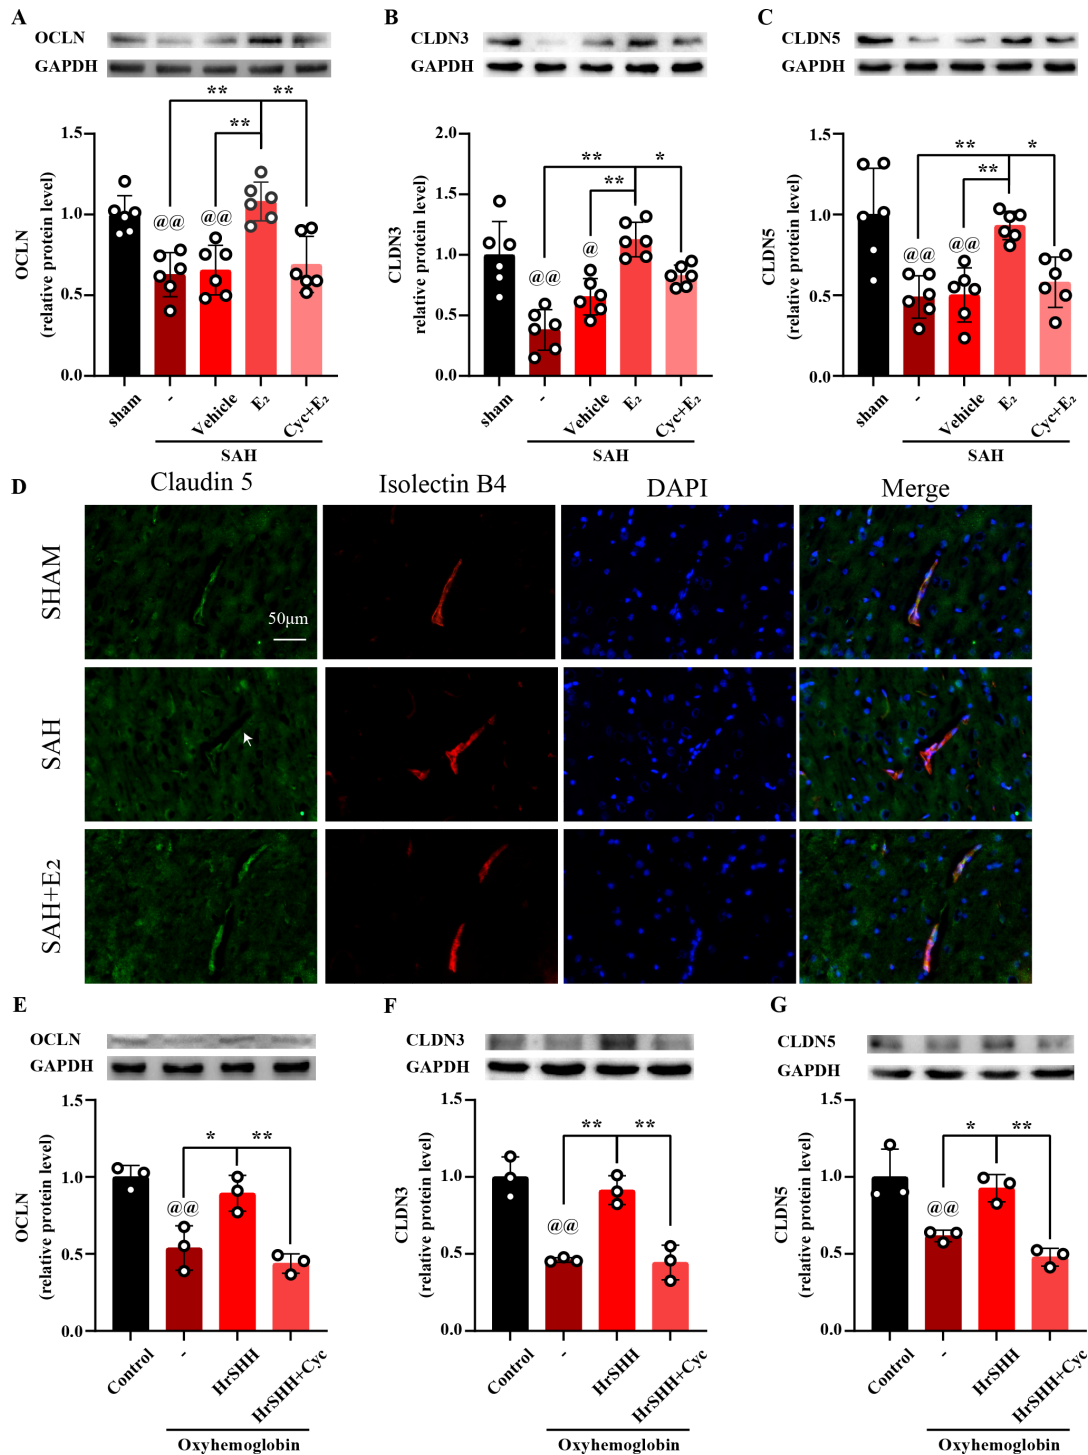 A
OCLN
GAPDH
** **
**
1.5
1.0
0.5
0.0
OCLN
(relative protein level)
@@ @@
sham - Vehicle E₂ Cyc+E₂
SAH
B
CLDN3
GAPDH
** *
**
2.0
1.5
1.0
0.5
0.0
CLDN3
relative protein level)
@@ @
sham - Vehicle E₂ Cyc+E₂
SAH
C
CLDN5
GAPDH
** *
**
1.5
1.0
0.5
0.0
CLDN5
(relative protein level)
@@ @@
sham - Vehicle E₂ Cyc+E₂
SAH
D
Claudin 5 Isolectin B4 DAPI Merge
SHAM
50μm
SAH
SAH+E2
E
OCLN
GAPDH
* **
1.5
1.0
0.5
0.0
OCLN
(relative protein level)
@@
Control - HrSHH HrSHH+Cyc
Oxyhemoglobin
F
CLDN3
GAPDH
** **
1.5
1.0
0.5
0.0
CLDN3
(relative protein level)
@@
Control - HrSHH HrSHH+Cyc
Oxyhemoglobin
G
CLDN5
GAPDH
* **
1.5
1.0
0.5
0.0
CLDN5
(relative protein level)
@@
Control - HrSHH HrSHH+Cyc
Oxyhemoglobin